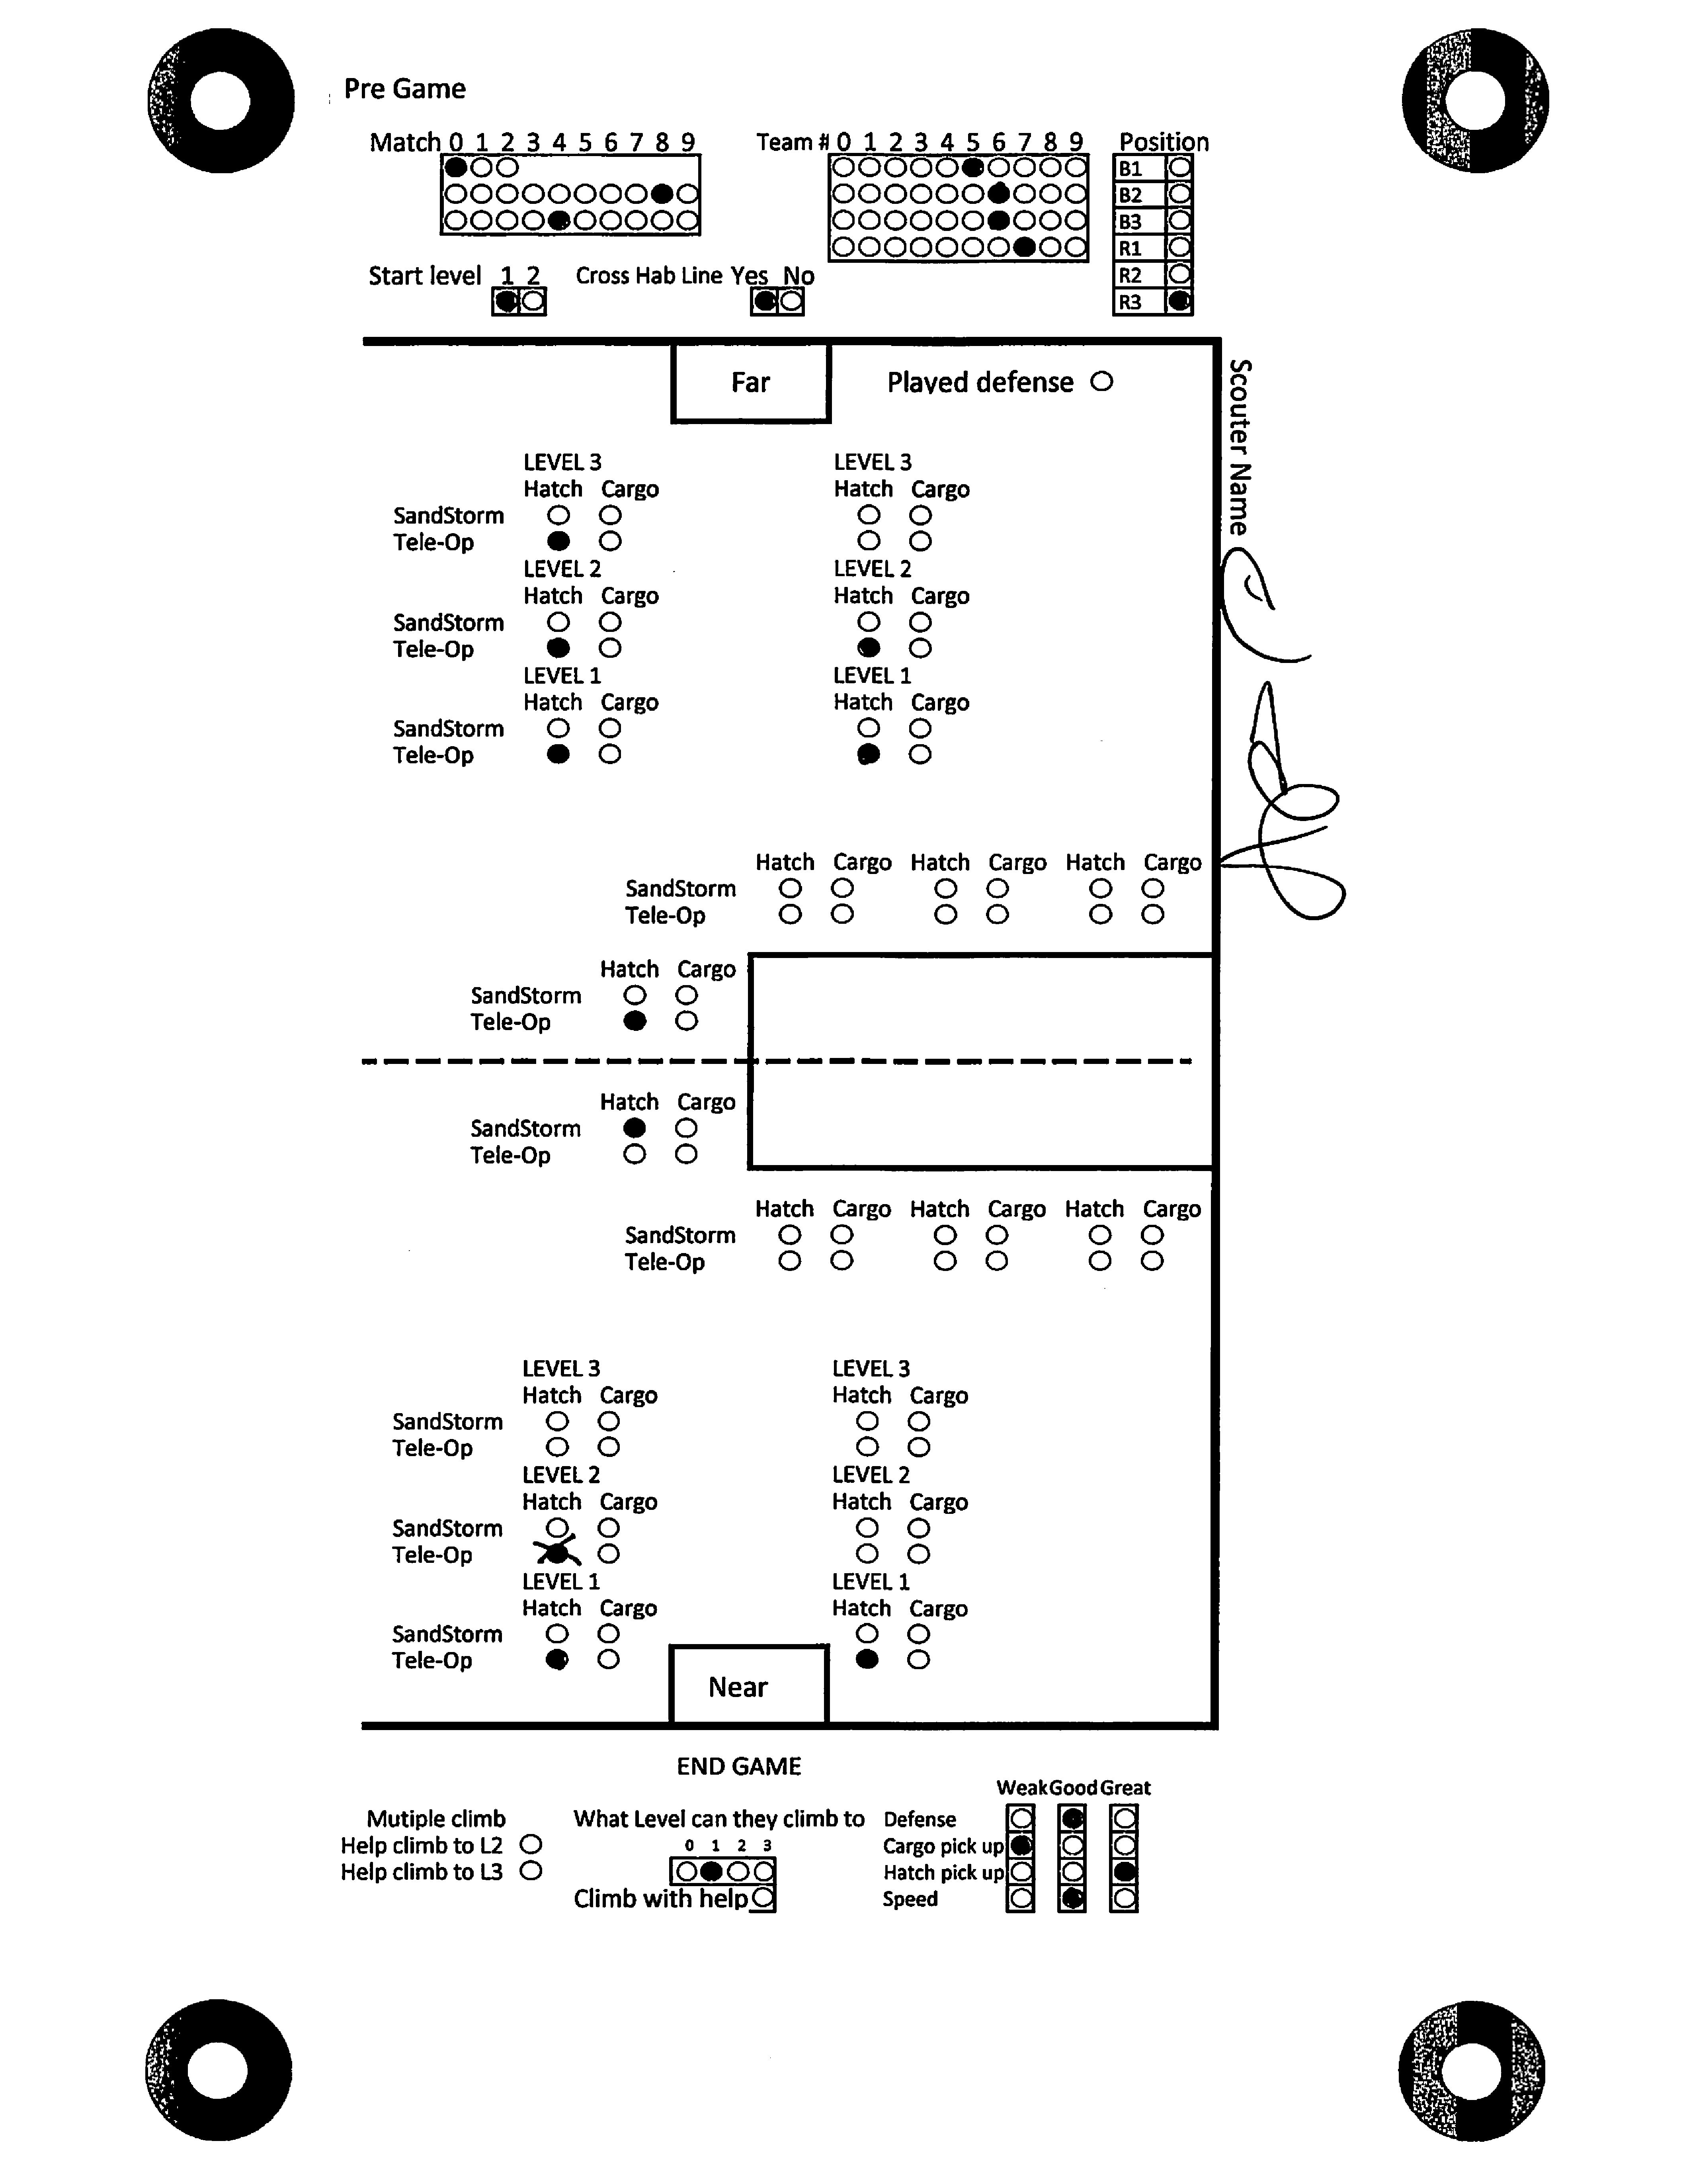 Pre Game
Match 0 1 2 3 4 5 6 7 8 9
Team # 0 1 2 3 4 5 6 7 8 9
Position
B1
B2
B3
R1
R2
R3
Start level 1 2
Cross Hab Line Yes No
Far
Played defense
Scouter Name
LEVEL 3 LEVEL 3
Hatch Cargo Hatch Cargo
SandStorm
Tele-Op
LEVEL 2 LEVEL 2
Hatch Cargo Hatch Cargo
SandStorm
Tele-Op
LEVEL 1 LEVEL 1
Hatch Cargo Hatch Cargo
SandStorm
Tele-Op
Hatch Cargo Hatch Cargo Hatch Cargo
SandStorm
Tele-Op
Hatch Cargo
SandStorm
Tele-Op
Hatch Cargo
SandStorm
Tele-Op
Hatch Cargo Hatch Cargo Hatch Cargo
SandStorm
Tele-Op
LEVEL 3 LEVEL 3
Hatch Cargo Hatch Cargo
SandStorm
Tele-Op
LEVEL 2 LEVEL 2
Hatch Cargo Hatch Cargo
SandStorm
Tele-Op
LEVEL 1 LEVEL 1
Hatch Cargo Hatch Cargo
SandStorm
Tele-Op
Near
END GAME
Mutiple climb
Help climb to L2
Help climb to L3
What Level can they climb to
0 1 2 3
Climb with help
Weak Good Great
Defense
Cargo pick up
Hatch pick up
Speed